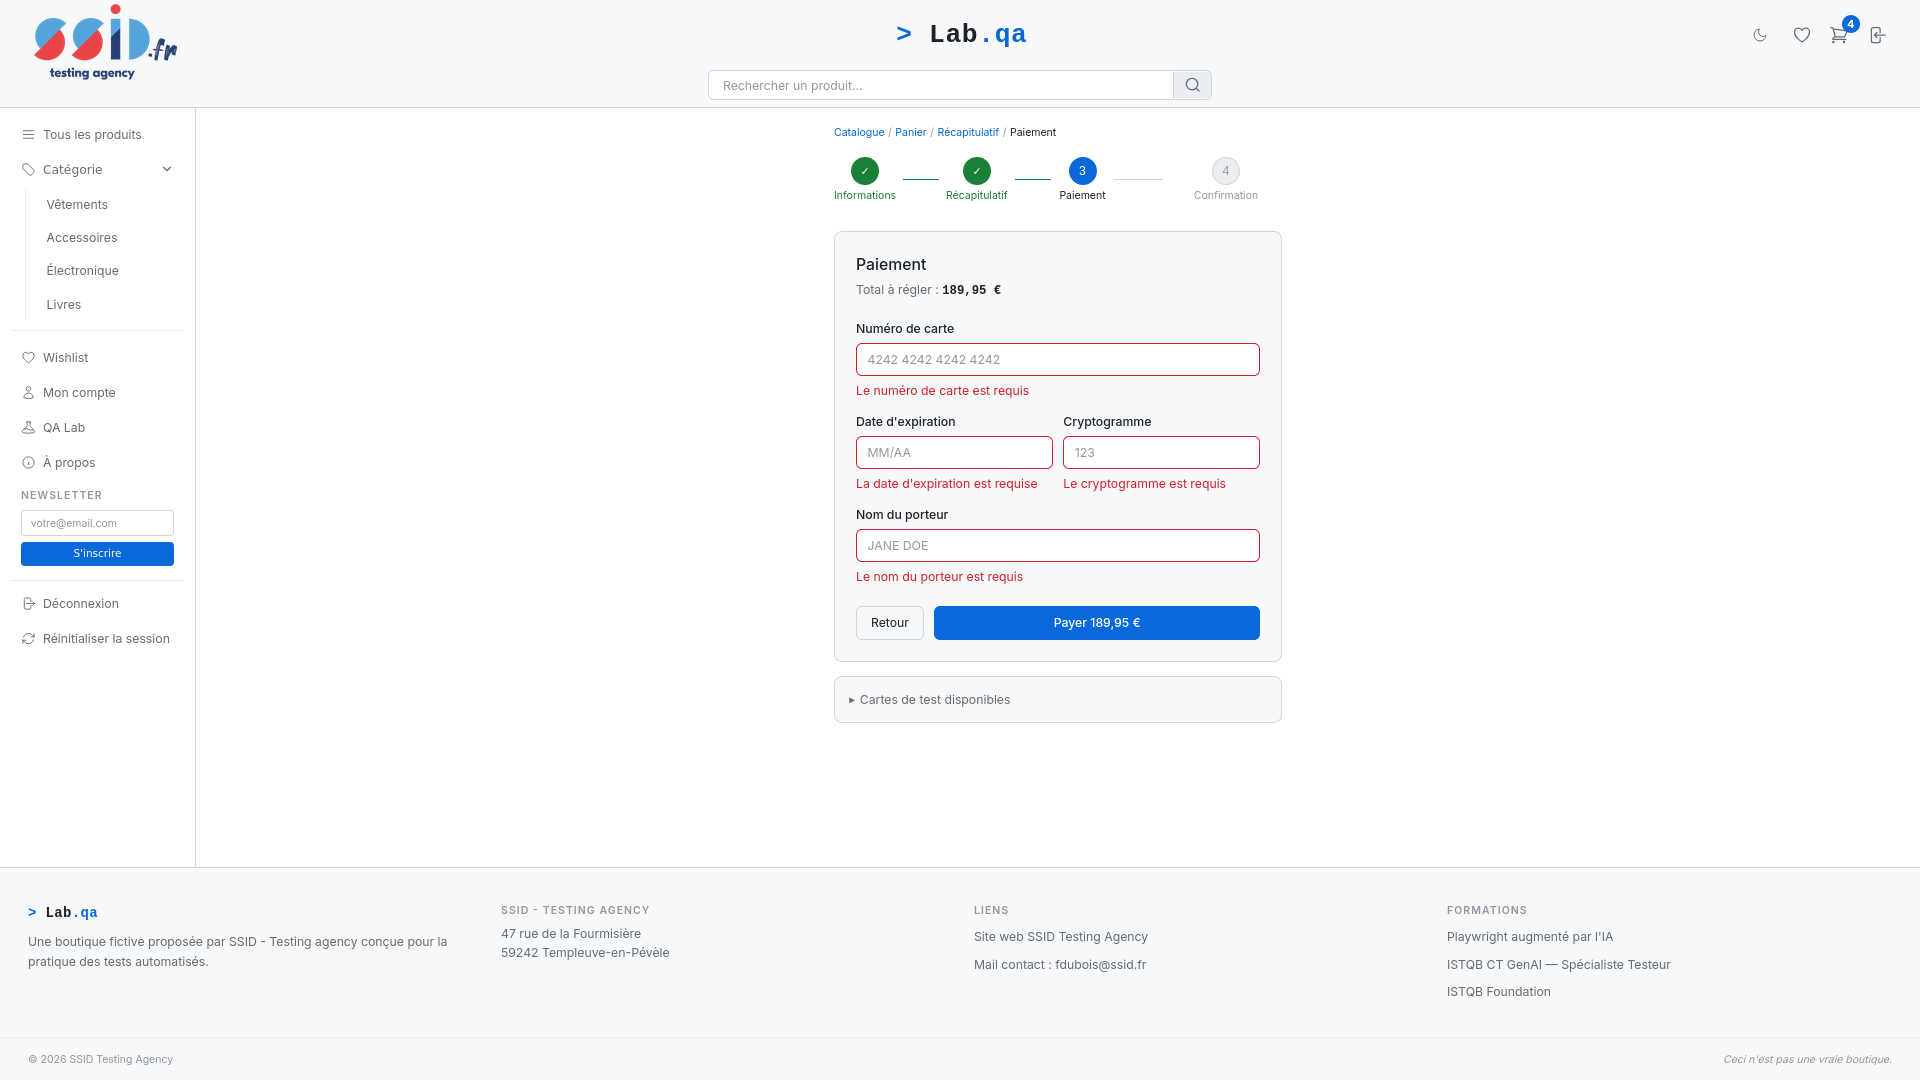 SSiD.fr
testing agency
> Lab.qa
4
Rechercher un produit...
Tous les produits
Catégorie
Vêtements
Accessoires
Électronique
Livres
Wishlist
Mon compte
QA Lab
À propos
NEWSLETTER
votre@email.com
S'inscrire
Déconnexion
Réinitialiser la session
Catalogue / Panier / Récapitulatif / Paiement
✓ ✓ 3 4
Informations Récapitulatif Paiement Confirmation
Paiement
Total à régler : 189,95 €
Numéro de carte
4242 4242 4242 4242
Le numéro de carte est requis
Date d'expiration Cryptogramme
MM/AA 123
La date d'expiration est requise Le cryptogramme est requis
Nom du porteur
JANE DOE
Le nom du porteur est requis
Retour Payer 189,95 €
▸ Cartes de test disponibles
> Lab.qa
Une boutique fictive proposée par SSID - Testing agency conçue pour la
pratique des tests automatisés.
SSID - TESTING AGENCY
47 rue de la Fourmisière
59242 Templeuve-en-Pévèle
LIENS
Site web SSID Testing Agency
Mail contact : fdubois@ssid.fr
FORMATIONS
Playwright augmenté par l'IA
ISTQB CT GenAI — Spécialiste Testeur
ISTQB Foundation
© 2026 SSID Testing Agency
Ceci n'est pas une vraie boutique.